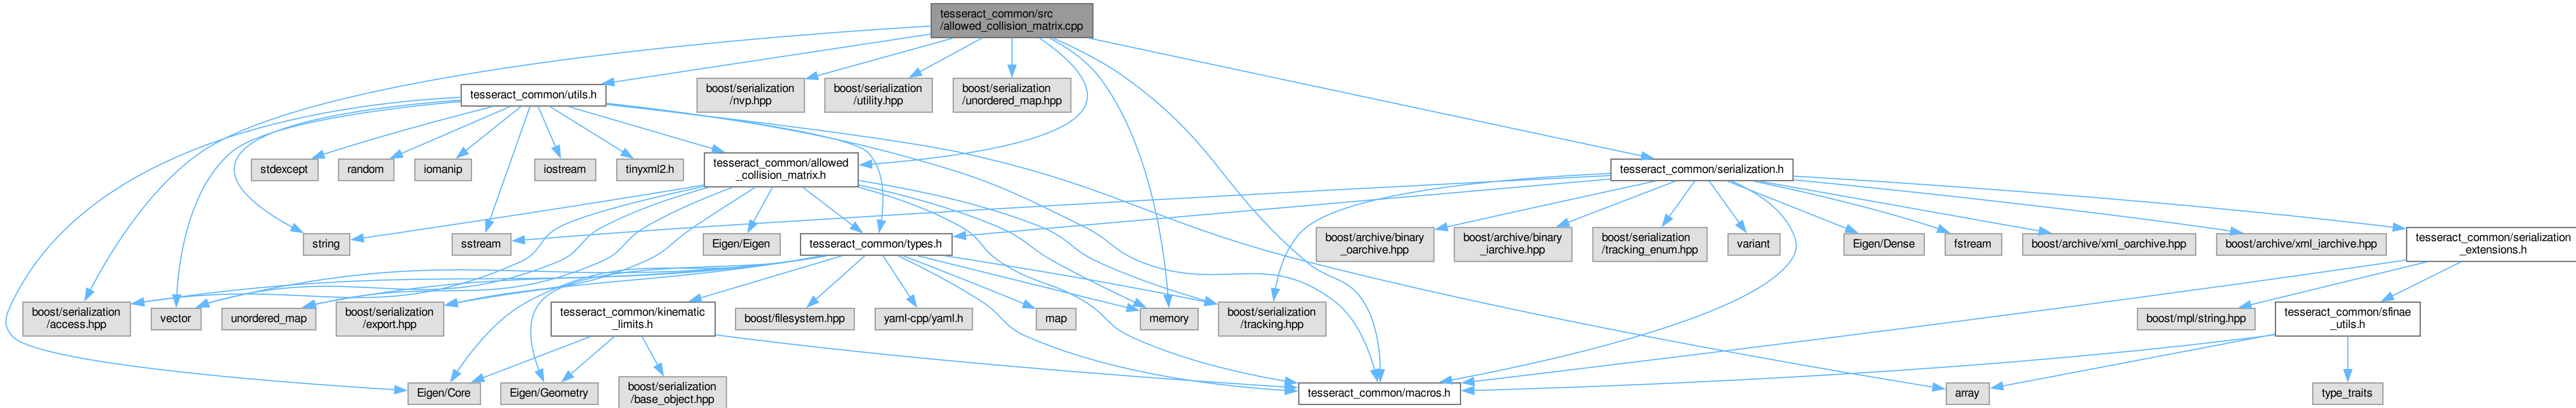 tesseract_common/src
/allowed_collision_matrix.cpp
tesseract_common/utils.h
boost/serialization
/nvp.hpp
boost/serialization
/utility.hpp
boost/serialization
/unordered_map.hpp
stdexcept
random
iomanip
iostream
tinyxml2.h
tesseract_common/allowed
_collision_matrix.h
tesseract_common/serialization.h
string
sstream
Eigen/Eigen
tesseract_common/types.h
boost/archive/binary
_oarchive.hpp
boost/archive/binary
_iarchive.hpp
boost/serialization
/tracking_enum.hpp
variant
Eigen/Dense
fstream
boost/archive/xml_oarchive.hpp
boost/archive/xml_iarchive.hpp
tesseract_common/serialization
_extensions.h
boost/serialization
/access.hpp
vector
unordered_map
boost/serialization
/export.hpp
tesseract_common/kinematic
_limits.h
boost/filesystem.hpp
yaml-cpp/yaml.h
map
memory
boost/serialization
/tracking.hpp
boost/mpl/string.hpp
tesseract_common/sfinae
_utils.h
Eigen/Core
Eigen/Geometry
boost/serialization
/base_object.hpp
tesseract_common/macros.h
array
type_traits